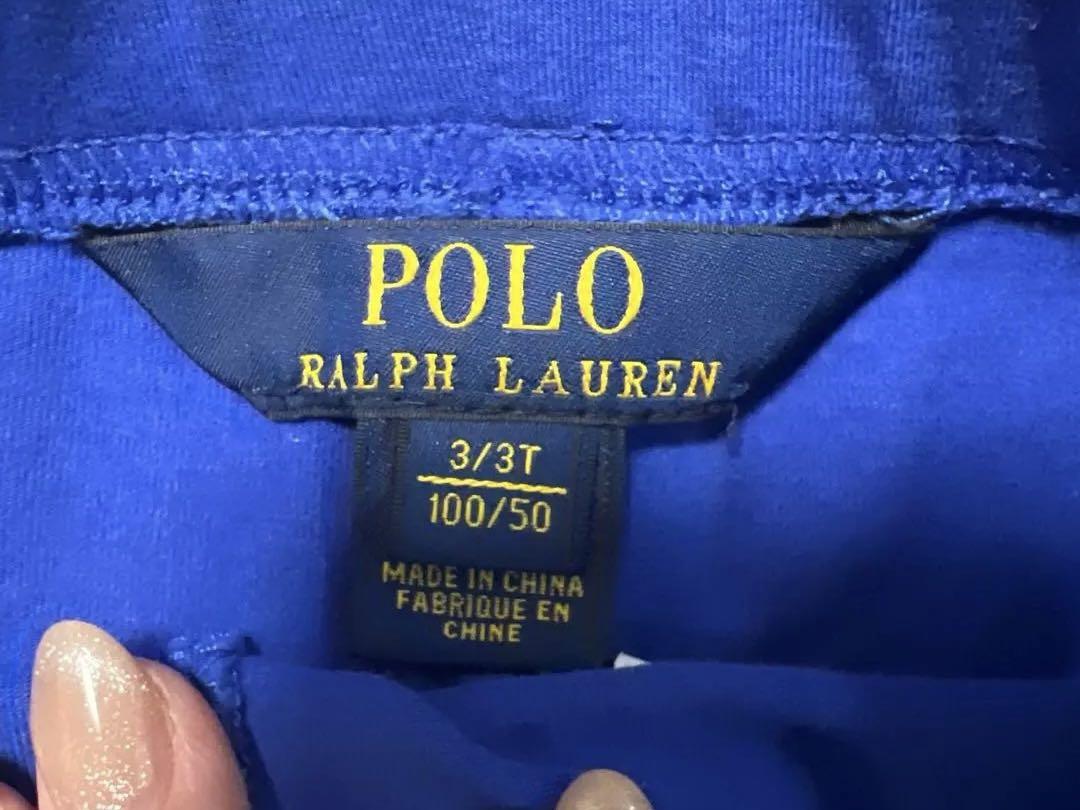 POLO
RALPH LAUREN
3/3T
100/50
MADE IN CHINA
FABRIQUE EN
CHINE